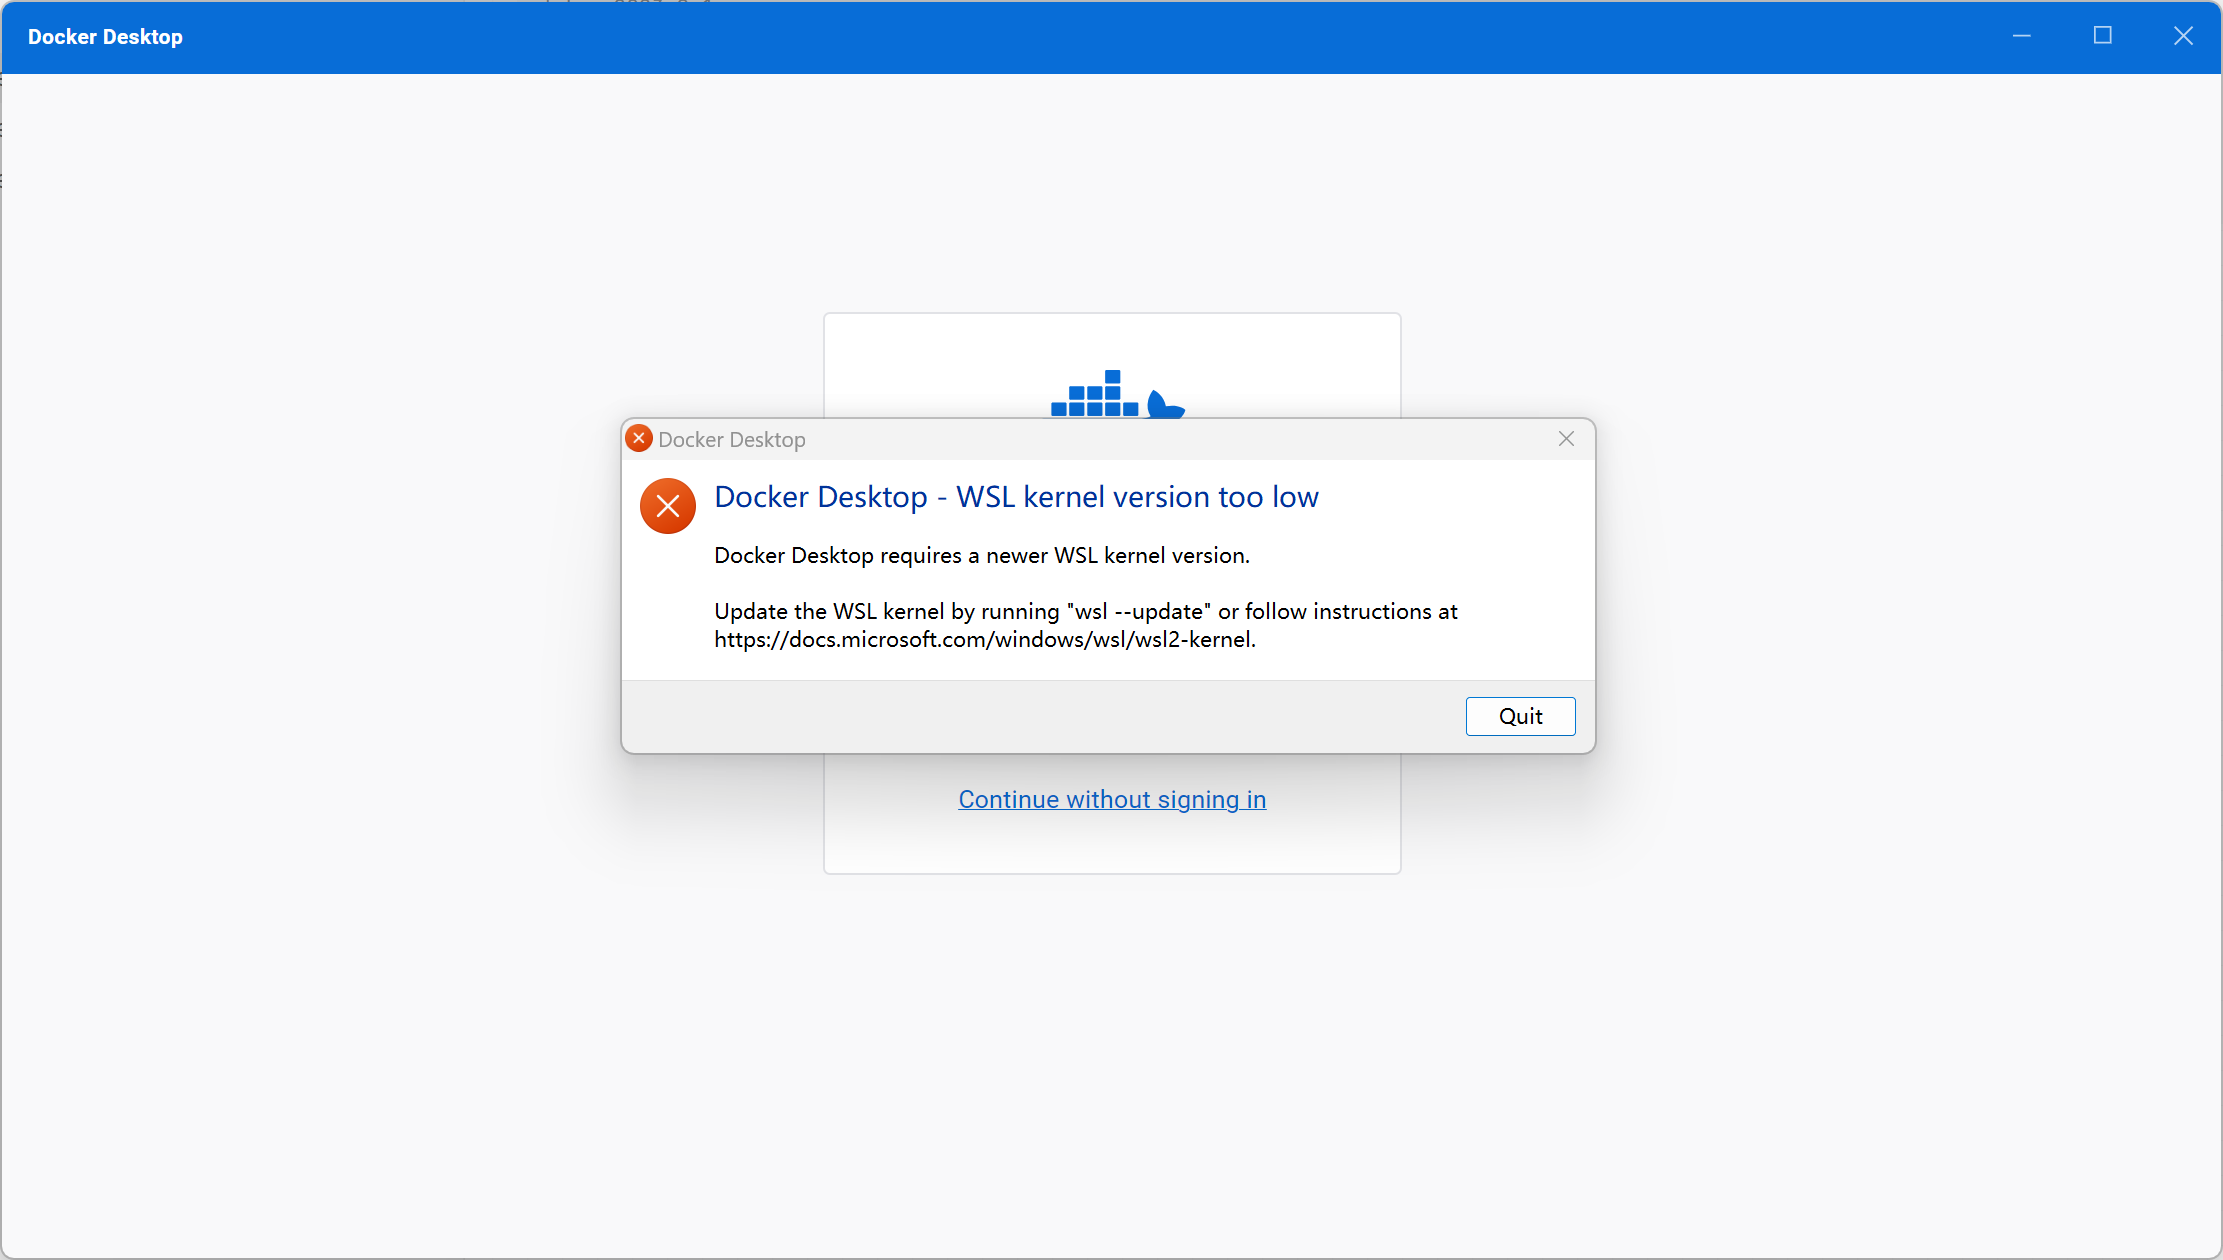 Docker Desktop
Docker Desktop
Docker Desktop - WSL kernel version too low
Docker Desktop requires a newer WSL kernel version.
Update the WSL kernel by running "wsl --update" or follow instructions at
https://docs.microsoft.com/windows/wsl/wsl2-kernel.
Quit
Continue without signing in